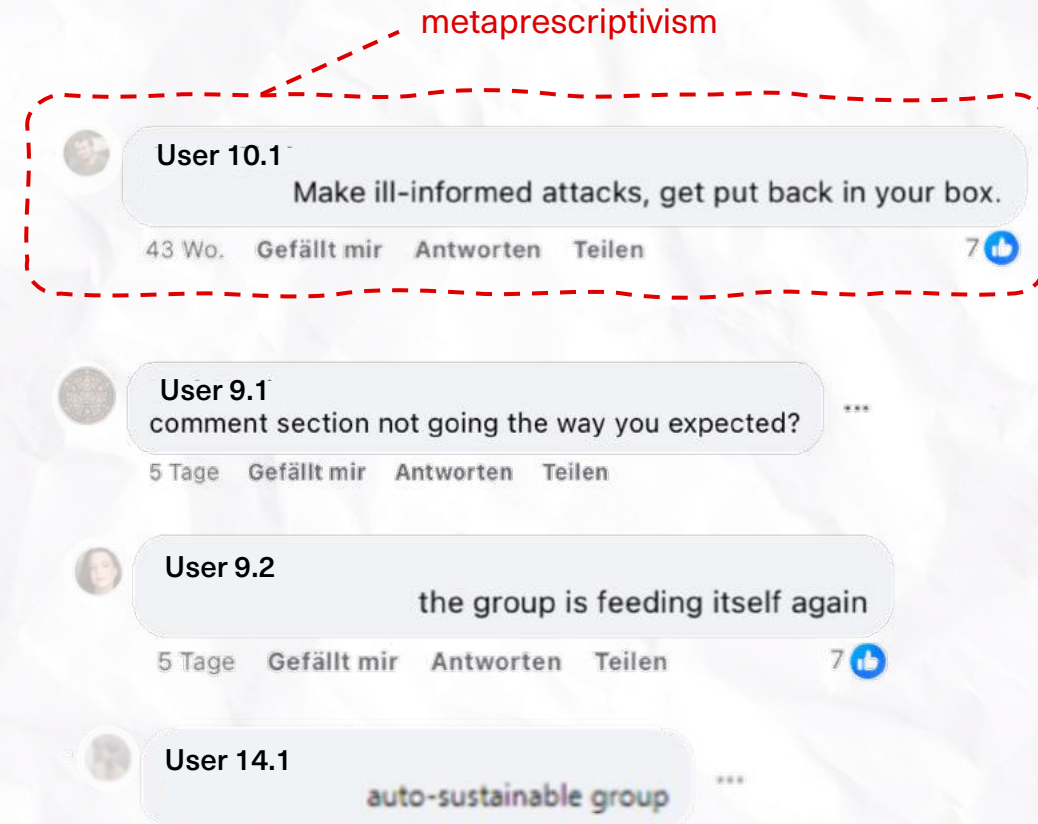 metaprescriptivism
User 10.1
Make ill-informed attacks, get put back in your box.
43 Wo. Gefällt mir Antworten Teilen 7
User 9.1
comment section not going the way you expected?
5 Tage Gefällt mir Antworten Teilen
User 9.2
the group is feeding itself again
5 Tage Gefällt mir Antworten Teilen 7
User 14.1
auto-sustainable group